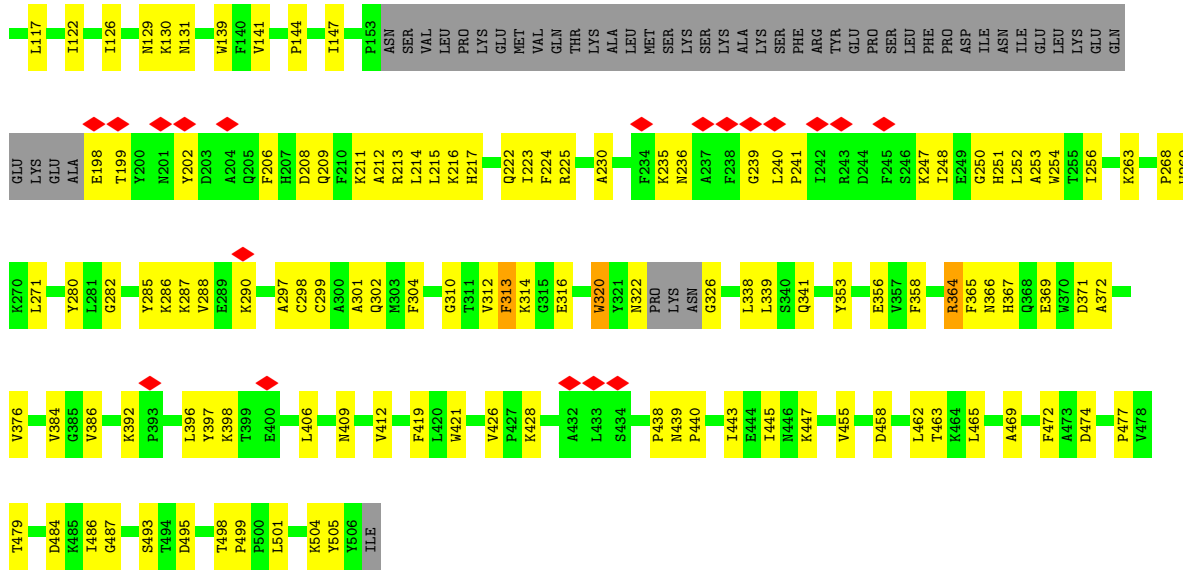 L117 I122 I126 N129 K130 N131 W139 F140 V141 P144 I147 P153 ASN SER VAL LEU PRO LYS GLU MET VAL GLN THR LYS ALA LEU MET SER LYS SER LYS ALA LYS SER PHE ARG TYR GLU PRO SER LEU PHE PRO ASP ILE ASN ILE GLU LEU LYS GLU GLN
GLU LYS GLU ALA E198 T199 Y200 N201 Y202 D203 A204 Q205 F206 H207 D208 Q209 F210 K211 A212 R213 L214 L215 K216 H217 Q222 I223 F224 R225 A230 F234 K235 N236 A237 F238 G239 L240 P241 I242 R243 D244 F245 S246 K247 I248 E249 G250 H251 L252 A253 W254 T255 I256 K263 P268
K270 L271 Y280 L281 G282 Y285 K286 K287 V288 E289 K290 A297 C298 C299 A300 A301 Q302 M303 F304 G310 T311 V312 F313 K314 G315 E316 W320 Y321 N322 PRO LYS ASN G326 L338 L339 S340 Q341 Y353 E356 V357 F358 R364 F365 N366 H367 Q368 E369 W370 D371 A372
V376 V384 G385 V386 K392 P393 L396 Y397 K398 T399 E400 L406 N409 V412 F419 L420 W421 V426 P427 K428 A432 L433 S434 P438 N439 P440 I443 E444 I445 N446 K447 V455 D458 L462 T463 K464 L465 A469 F472 A473 D474 P477 V478
T479 D484 K485 I486 G487 S493 T494 D495 T498 P499 P500 L501 K504 Y505 Y506 ILE